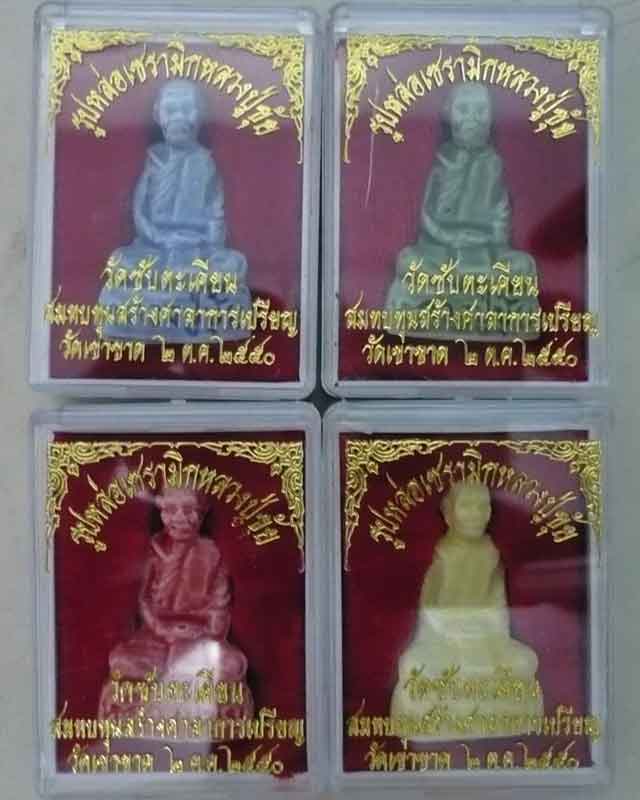 รูปหล่อเซรามิกหลวงปู่ชัย
วัดซับตะเคียน
สมทบทุนสร้างศาลาการเปรียญ
วัดเขาขาด ๒ ต.ค.๒๕๕๐
รูปหล่อเซรามิกหลวงปู่ชัย
วัดซับตะเคียน
สมทบทุนสร้างศาลาการเปรียญ
วัดเขาขาด ๒ ต.ค.๒๕๕๐
รูปหล่อเซรามิกหลวงปู่ชัย
วัดซับตะเคียน
สมทบทุนสร้างศาลาการเปรียญ
วัดเขาขาด ๒ ต.ค.๒๕๕๐
รูปหล่อเซรามิกหลวงปู่ชัย
วัดซับตะเคียน
สมทบทุนสร้างศาลาการเปรียญ
วัดเขาขาด ๒ ต.ค.๒๕๕๐